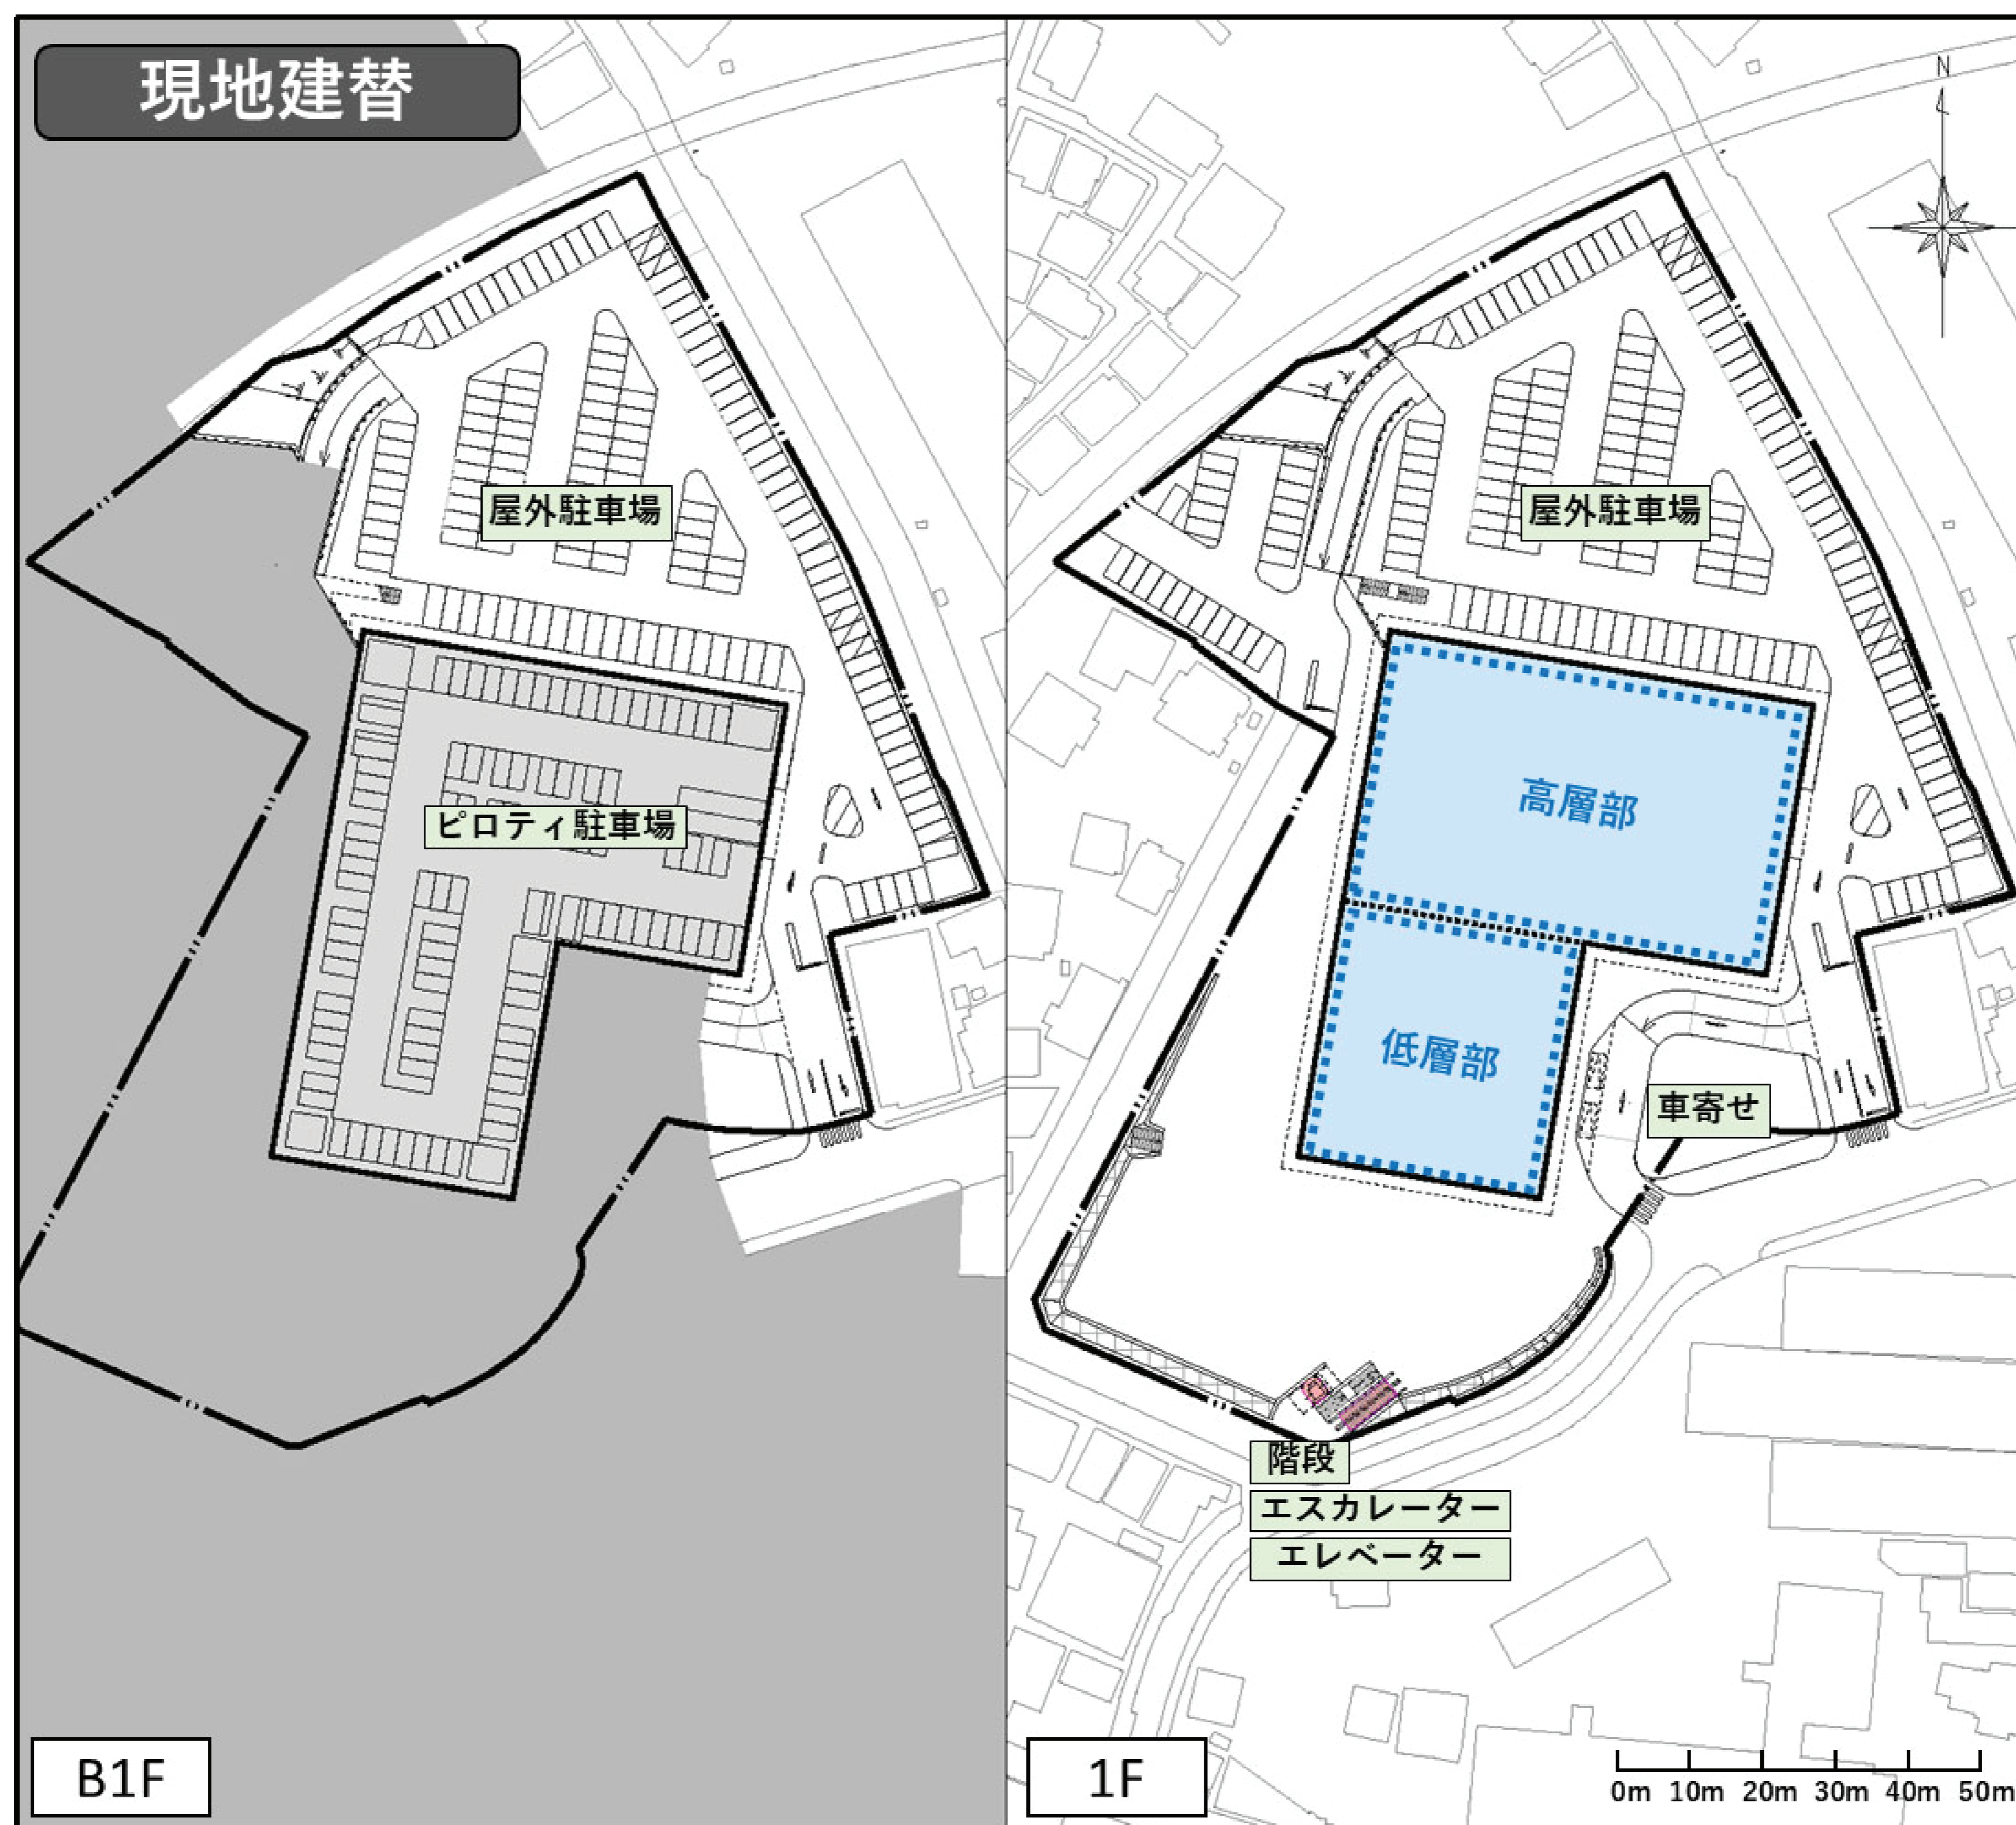 現地建替
屋外駐車場
ピロティ駐車場
B1F
N
屋外駐車場
高層部
低層部
車寄せ
階段
エスカレーター
エレベーター
1F
0m 10m 20m 30m 40m 50m